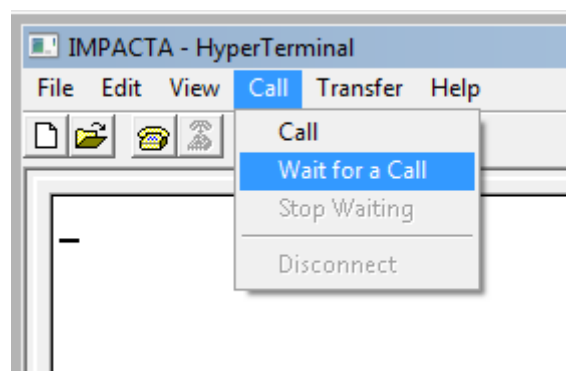 IMPACTA - HyperTerminal
File Edit View Call Transfer Help
Call
Wait for a Call
Stop Waiting
Disconnect